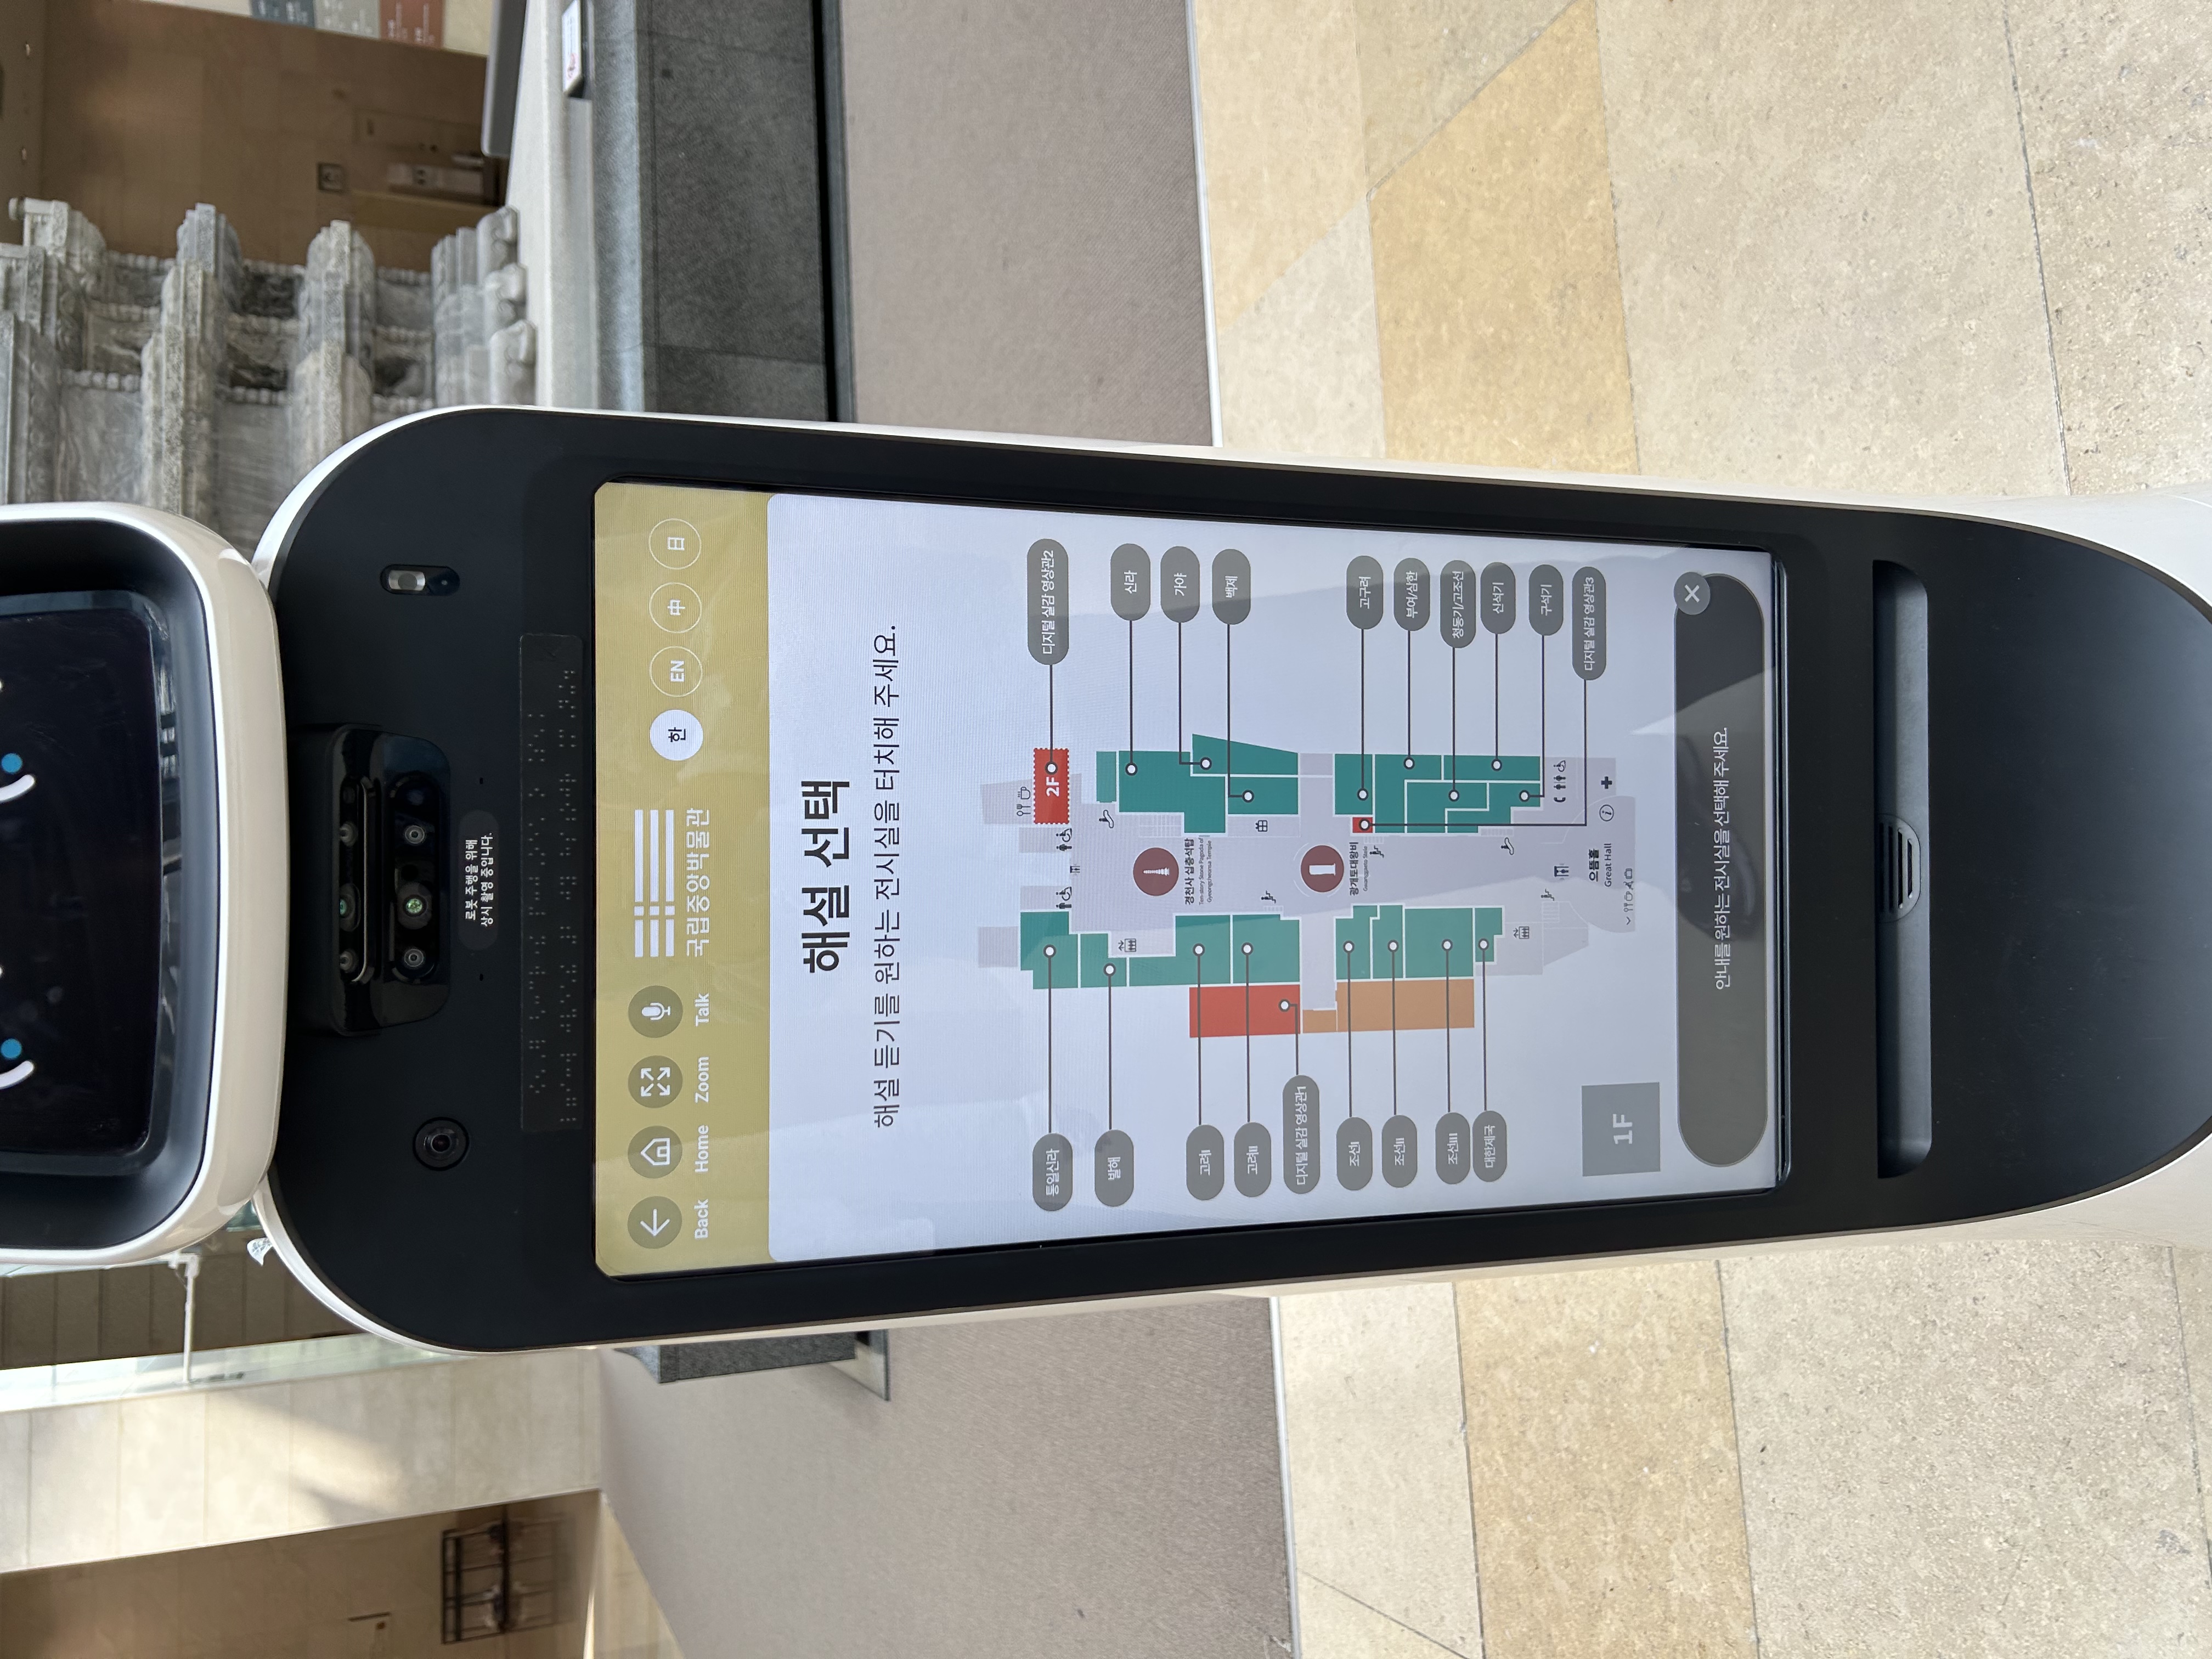 로봇 주행을 위해
상시 촬영 중입니다.
Back
Home
Zoom
Talk
국립중앙박물관
한
EN
中
日
해설 선택
해설 듣기를 원하는 전시실을 터치해 주세요.
통일신라
2F
디지털 실감 영상관2
발해
신라
경천사 십층석탑
Gyeongcheonsa Temple
가야
고려I
백제
고려II
디지털 실감 영상관1
광개토대왕비
Gwanggaeto Stele
조선I
고구려
조선II
부여/삼한
조선III
청동기/고조선
대한제국
신석기
구석기
디지털 실감 영상관3
으뜸홀
Great Hall
1F
안내를 원하는 전시실을 선택해 주세요.